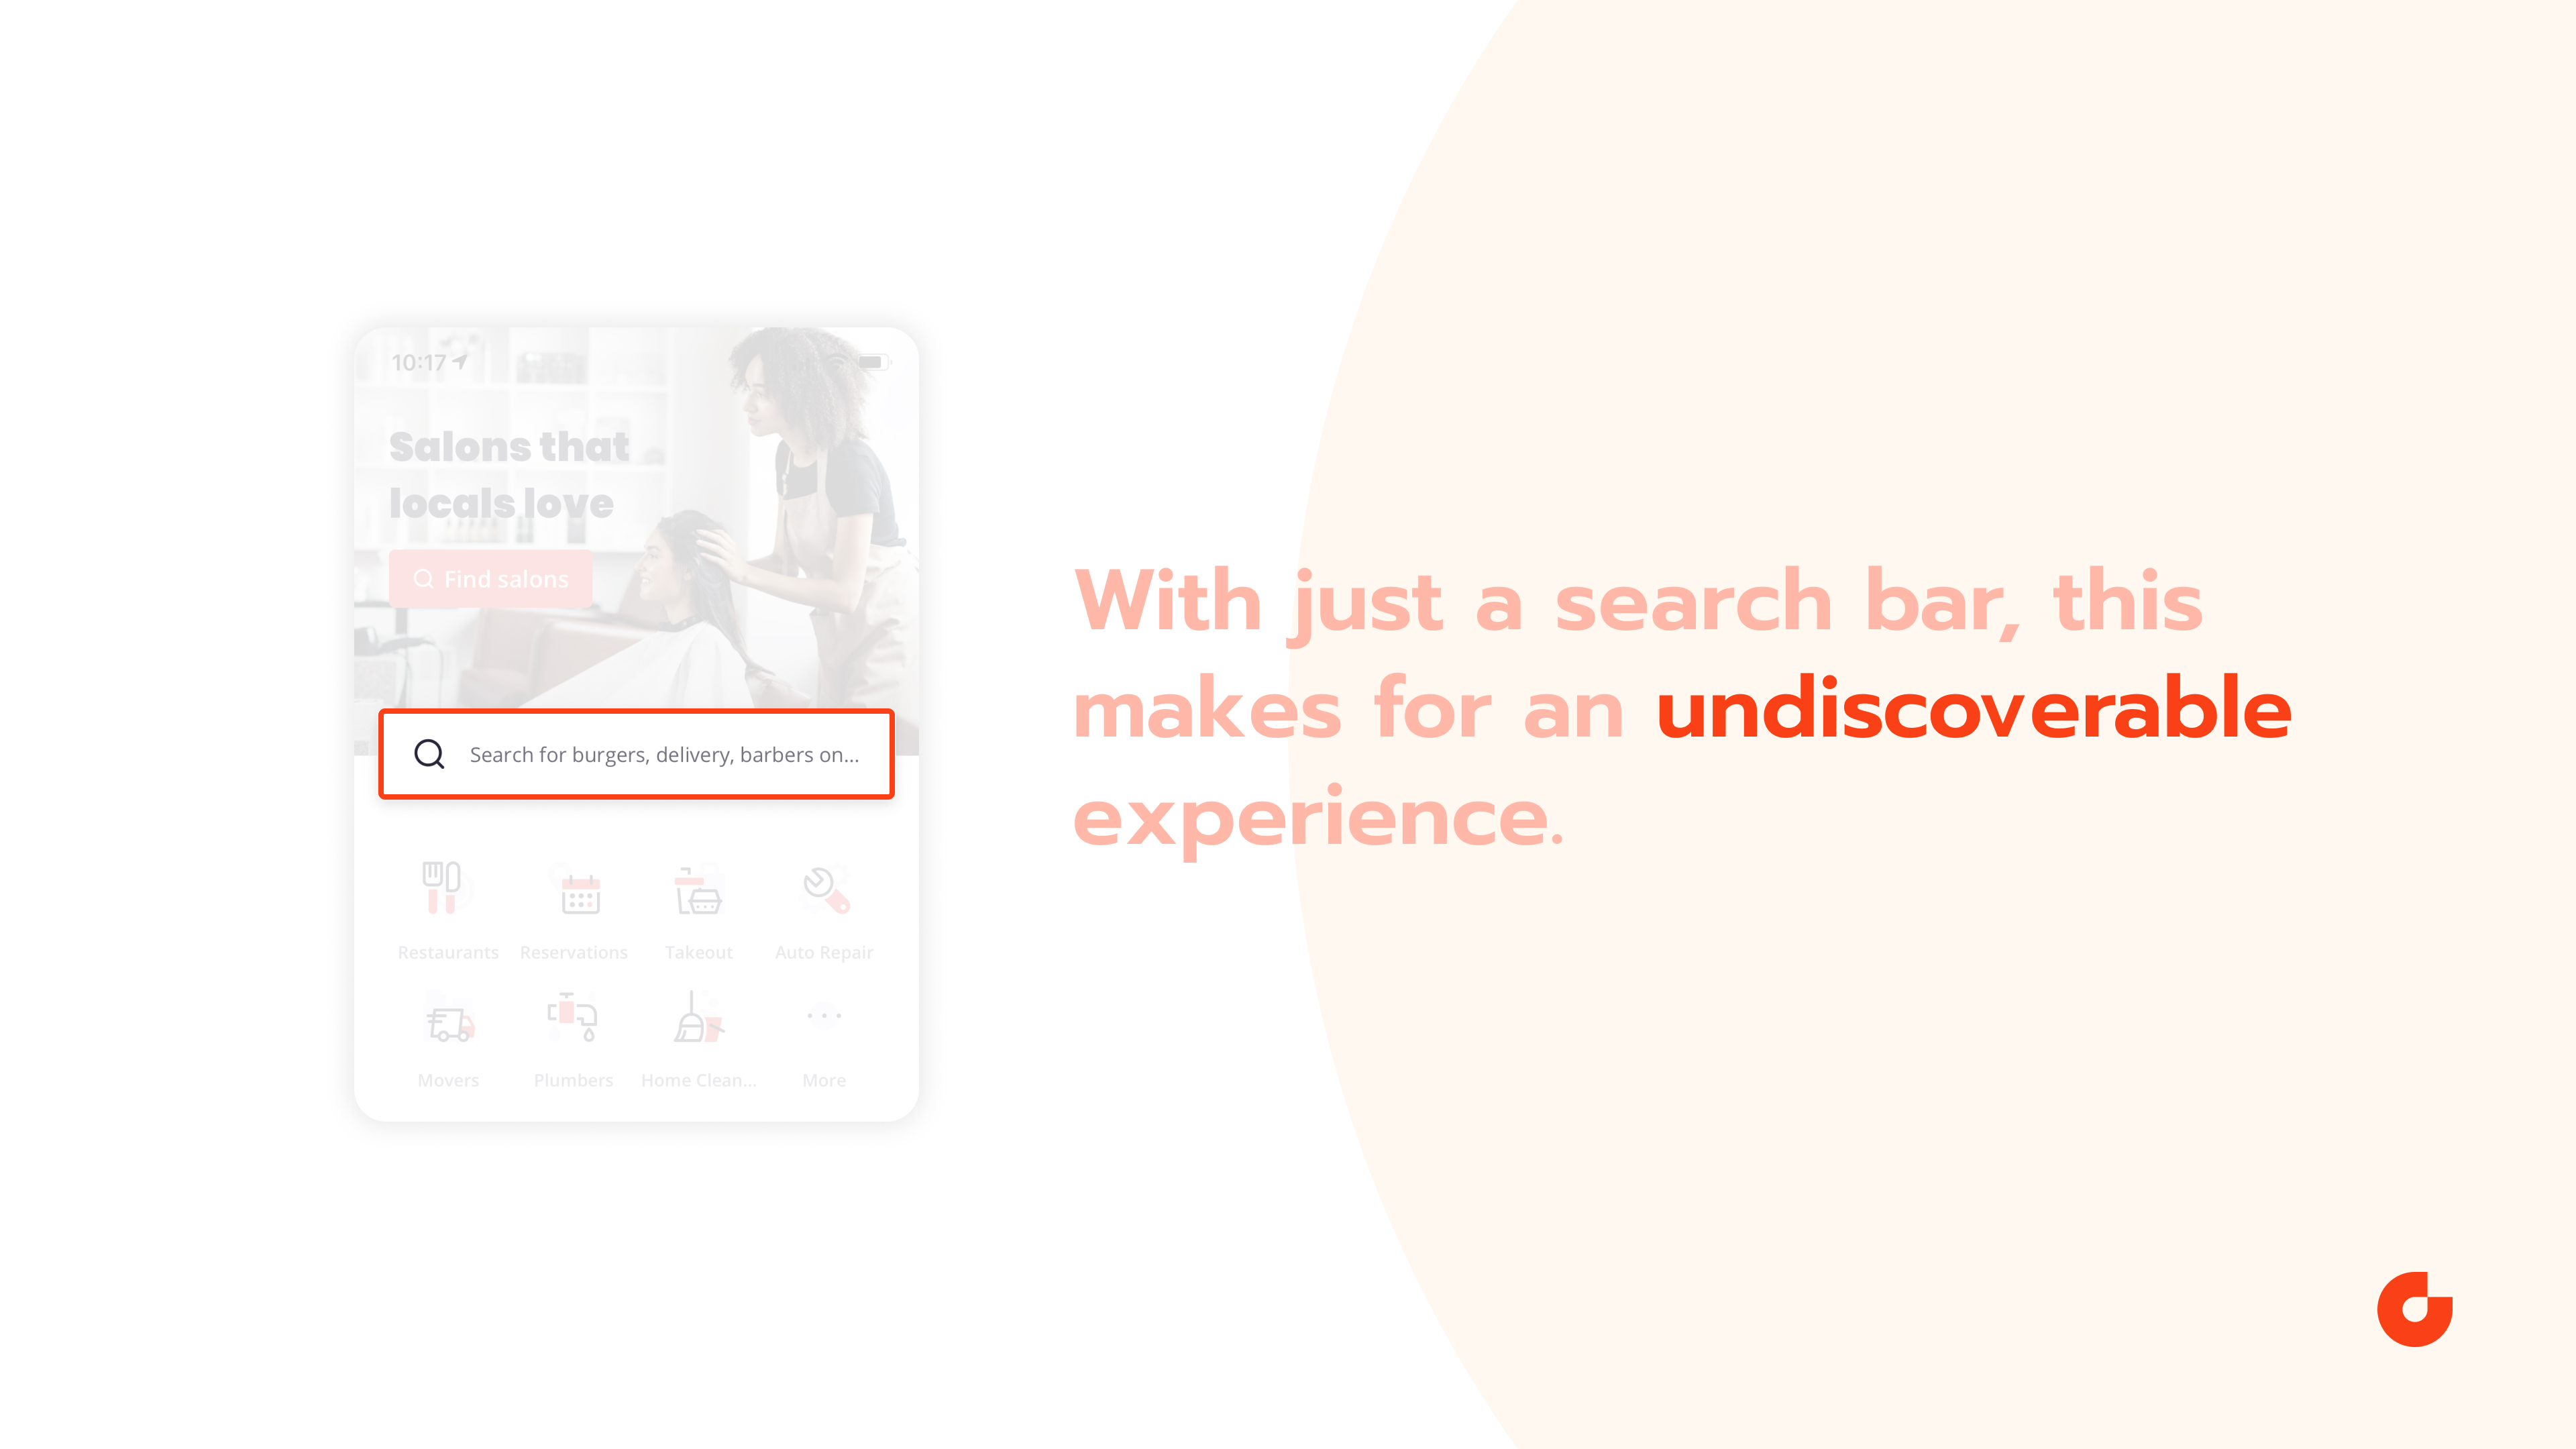 10:17
Salons that
locals love
Find salons
Search for burgers, delivery, barbers on...
Restaurants Reservations Takeout Auto Repair
Movers Plumbers Home Clean... More
With just a search bar, this
makes for an undiscoverable
experience.